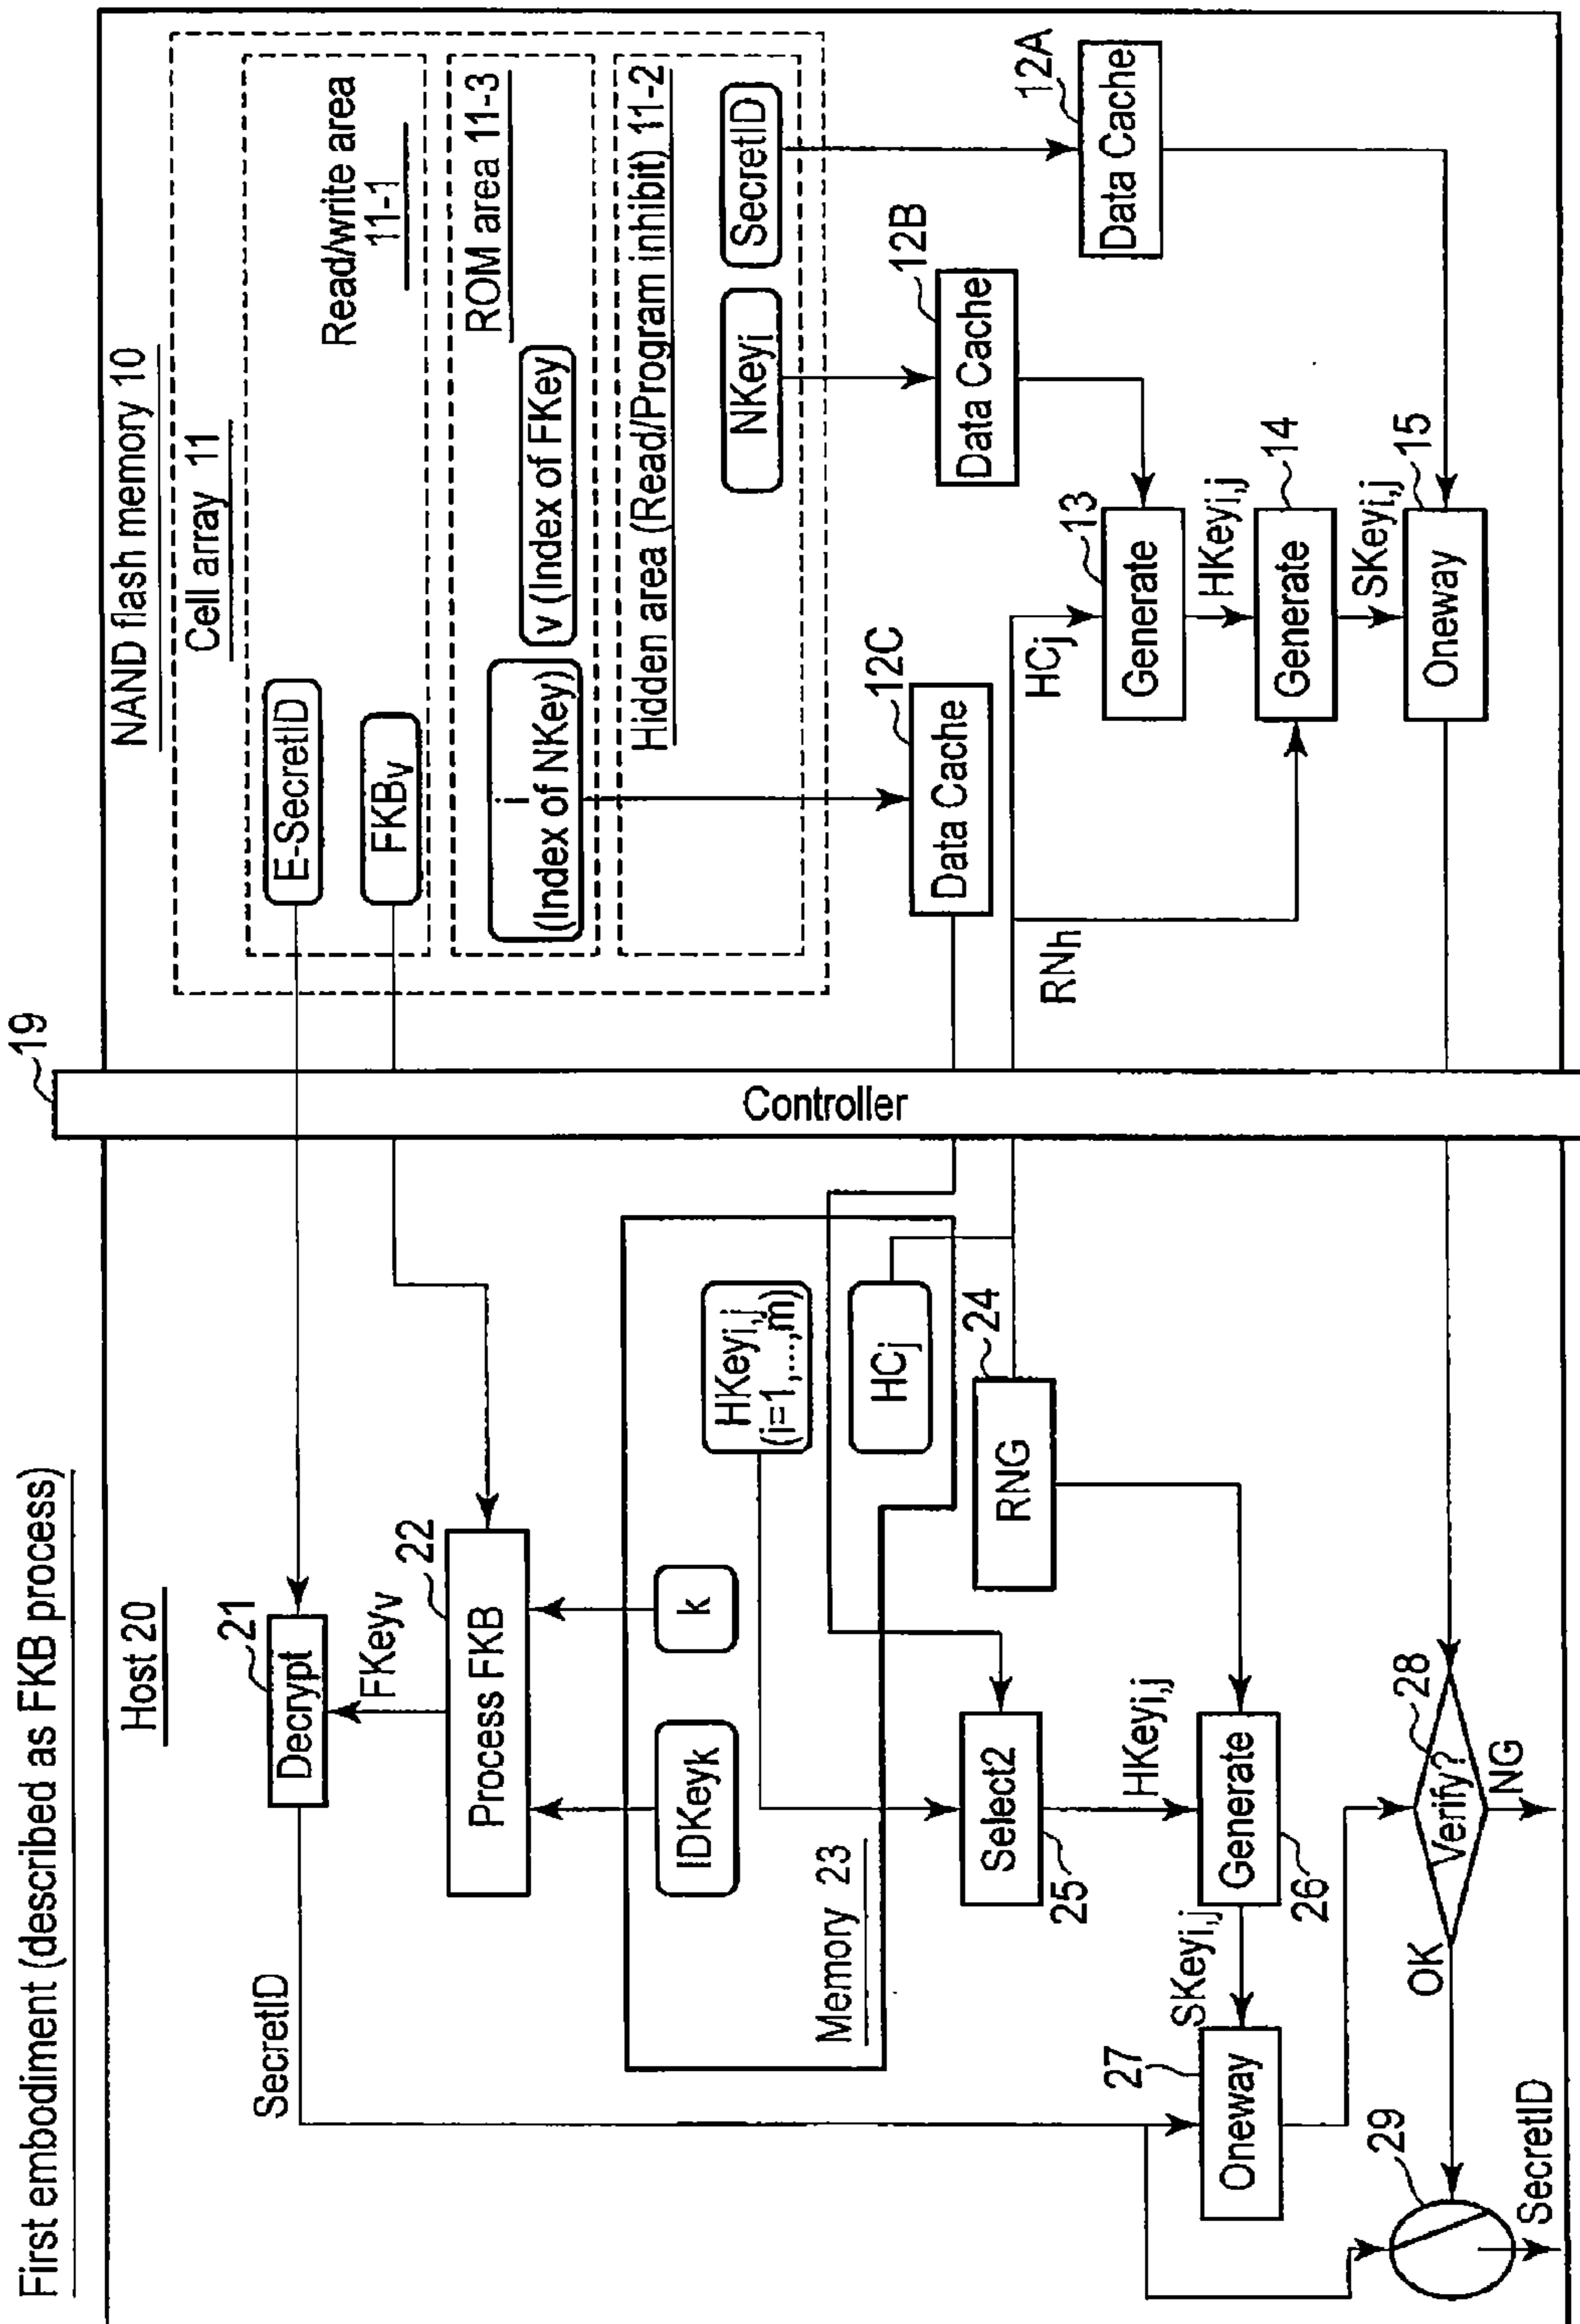 First embodiment (described as FKB process)
19
Host 20
21
Decrypt
SecretID
FKeyv
22
Process FKB
IDKeyk
k
HKeyi,j
(i=1,...,m)
HCj
Memory 23
24
RNG
Select2
25
HKeyi,j
Generate
26
SKeyi,j
27
Oneway
28
Verify?
OK
NG
29
SecretID
Controller
NAND flash memory 10
Cell array 11
E-SecretID
FKBv
Read/write area
11-1
ROM area 11-3
i
(Index of NKey)
v (Index of FKey
Hidden area (Read/Program inhibit) 11-2
NKeyi
SecretID
12C
Data Cache
12B
Data Cache
12A
Data Cache
HCj
13
Generate
HKeyi,j
RNh
14
Generate
SKeyi,j
15
Oneway